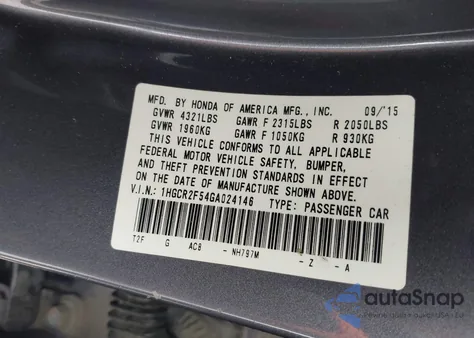 MFD. BY HONDA OF AMERICA MFG., INC. 09/'15
GVWR 4321LBS GAWR F 2315LBS R 2050LBS
GVWR 1960KG GAWR F 1050KG R 930KG
THIS VEHICLE CONFORMS TO ALL APPLICABLE
FEDERAL MOTOR VEHICLE SAFETY, BUMPER,
AND THEFT PREVENTION STANDARDS IN EFFECT
ON THE DATE OF MANUFACTURE SHOWN ABOVE.
V.I.N.: 1HGCR2F54GA024146 TYPE: PASSENGER CAR
T2F G AC8 - NH797M - Z - A
autoSnap